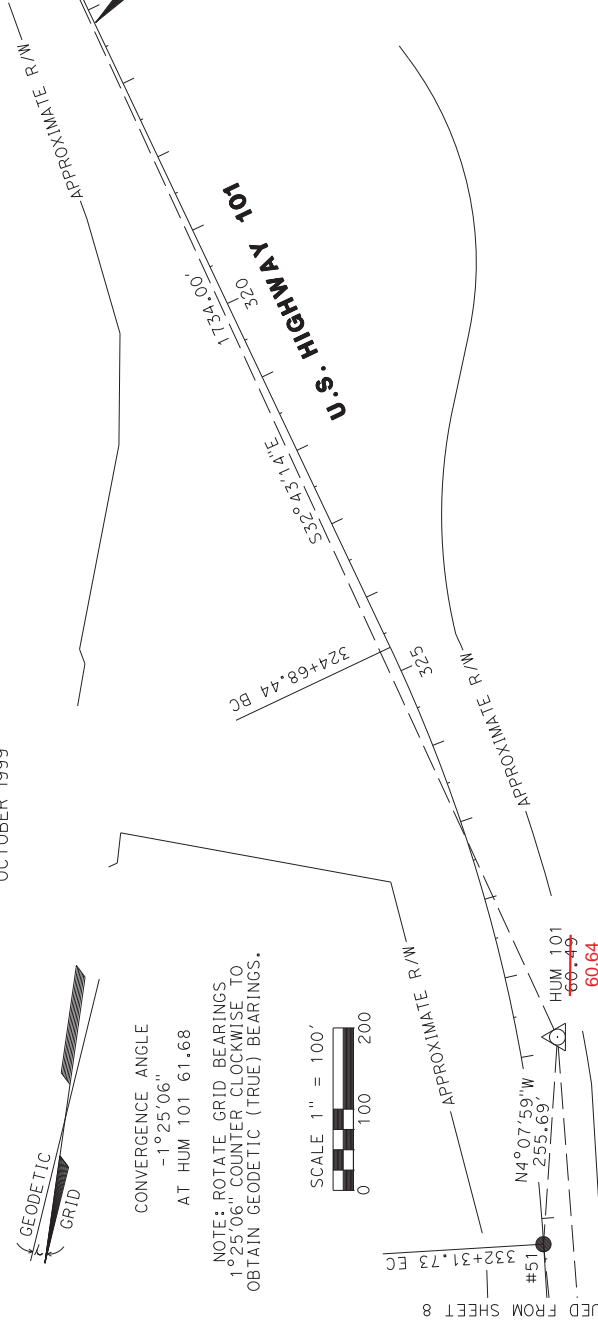 APPROXIMATE R/W
U.S. HIGHWAY 101
1734.00'
320
S32°43'14"E
324+68.44 BC
325
APPROXIMATE R/W
OCTOBER 1999
GEODETIC
GRID
CONVERGENCE ANGLE
-1°25'06"
AT HUM 101 61.68
NOTE: ROTATE GRID BEARINGS
1°25'06" COUNTER CLOCKWISE TO
OBTAIN GEODETIC (TRUE) BEARINGS.
SCALE 1" = 100'
0 100 200
APPROXIMATE R/W
HUM 101
60.49
60.64
N4°07'59"W
255.69'
332+31.73 EC
#51
UED FROM SHEET 8